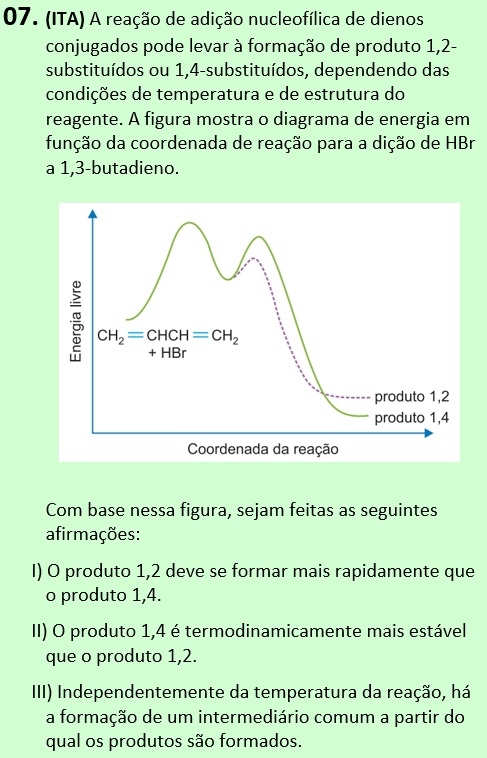 07. (ITA) A reação de adição nucleofílica de dienos
conjugados pode levar à formação de produto 1,2-
substituídos ou 1,4-substituídos, dependendo das
condições de temperatura e de estrutura do
reagente. A figura mostra o diagrama de energia em
função da coordenada de reação para a dição de HBr
a 1,3-butadieno.
Energia livre
CH₂=CHCH=CH₂
+ HBr
produto 1,2
produto 1,4
Coordenada da reação
Com base nessa figura, sejam feitas as seguintes
afirmações:
I) O produto 1,2 deve se formar mais rapidamente que
o produto 1,4.
II) O produto 1,4 é termodinamicamente mais estável
que o produto 1,2.
III) Independentemente da temperatura da reação, há
a formação de um intermediário comum a partir do
qual os produtos são formados.